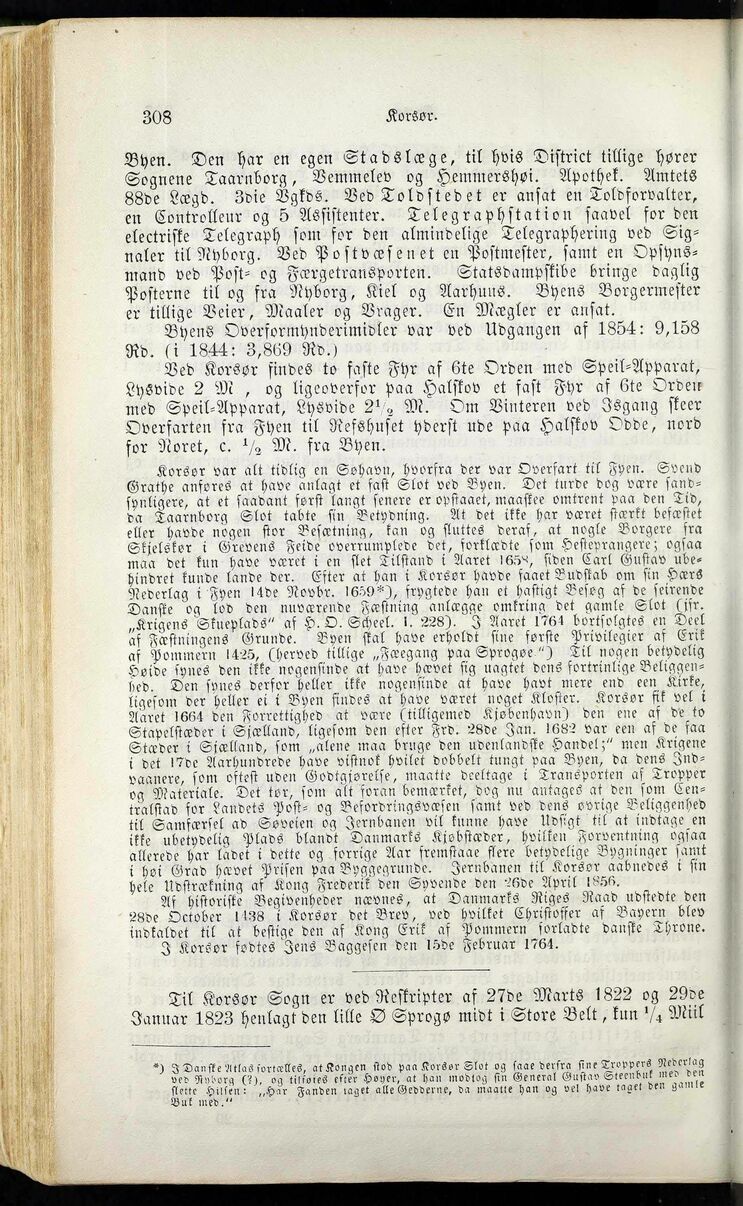 308 Korsør.
Byen. Den har en egen Stadslæge, til hvis District tillige hører
Sognene Taarnborg, Vemmelev og Hemmershøi. Apothek. Amtets
88de Lægd. 3die Vgkds. Ved Toldstedet er ansat en Toldforvalter,
en Controlleur og 5 Assistenter. Telegraphstation saavel for den
electriske Telegraph som for den almindelige Telegraphering ved Sig-
naler til Nyborg. Ved Postvæsenet en Postmester, samt en Opsyns-
mand ved Post- og Færgetransporten. Statsdampskibe bringe daglig
Posterne til og fra Nyborg, Kiel og Aarhuus. Byens Borgermester
er tillige Veier, Maaler og Vrager. En Mægler er ansat.
Byens Overformynderimidler var ved Udgangen af 1854: 9,158
Rd. (i 1844: 3,869 Rd.)
Ved Korsør findes to faste Fyr af 6te Orden med Speil-Apparat,
Lysvide 2 M , og ligeoverfor paa Halskov et fast Fyr af 6te Orden
med Speil-Apparat, Lysvide 2¹/₂ M. Om Vinteren ved Isgang skeer
Overfarten fra Fyen til Refshuset yderst ude paa Halskov Odde, nord
for Noret, c. ¹/₂ M. fra Byen.
Korsør var alt tidlig en Søhavn, hvorfra der var Overfart til Fyen. Svend
Grathe anføres at have anlagt et fast Slot ved Byen. Det turde dog være sand-
synligere, at et saadant først langt senere er opstaaet, maaskee omtrent paa den Tid,
da Taarnborg Slot tabte sin Betydning. At det ikke har været stærkt befæstet
eller havde nogen stor Besætning, kan og sluttes deraf, at nogle Borgere fra
Skjelskør i Grevens Feide overrumplede det, forklædte som Hesteprangere; ogsaa
maa det kun have været i en slet Tilstand i Aaret 1658, siden Carl Gustav ube-
hindret kunde lande der. Efter at han i Korsør havde faaet Budskab om sin Hærs
Nederlag i Fyen 14de Novbr. 1659*), frygtede han et hastigt Besøg af de seirende
Danske og lod den nuværende Fæstning anlægge omkring det gamle Slot (jfr.
„Krigens Skueplads" af H. O. Scheel. 1. 228). I Aaret 1764 bortsolgtes en Deel
af Fæstningens Grunde. Byen skal have erholdt sine første Privilegier af Erik
af Pommern 1425, (herved tillige „Færgang paa Sprogøe.") Til nogen betydelig
Høide synes den ikke nogensinde at have hævet sig uagtet dens fortrinlige Beliggen-
hed. Den synes derfor heller ikke nogensinde at have havt mere end een Kirke,
ligesom der heller ei i Byen findes at have været noget Kloster. Korsør fik vel i
Aaret 1664 den Forrettighed at være (tilligemed Kjøbenhavn) den ene af de to
Stapelstæder i Sjælland, ligesom den efter Frd. 28de Jan. 1682 var een af de faa
Stæder i Sjælland, som „alene maa bruge den udenlandske Handel;" men Krigene
i det 17de Aarhundrede have vistnok hvilet dobbelt tungt paa Byen, da dens Ind-
vaanere, som oftest uden Godtgjørelse, maatte deeltage i Transporten af Tropper
og Materiale. Det tør, som alt foran bemærket, dog nu antages at den som Cen-
tralstad for Landets Post- og Befordringsvæsen samt ved dens øvrige Beliggenhed
til Samfærsel ad Søveien og Jernbanen vil kunne have Udsigt til at indtage en
ikke ubetydelig Plads blandt Danmarks Kjøbstæder, hvilken Forventning ogsaa
allerede har ladet i dette og forrige Aar fremstaae flere betydelige Bygninger samt
i høi Grad hævet Prisen paa Byggegrunde. Jernbanen til Korsør aabnedes i sin
hele Udstrækning af Kong Frederik den Syvende den 26de April 1856.
Af historiske Begivenheder nævnes, at Danmarks Riges Raad udstedte den
28de October 1438 i Korsør det Brev, ved hvilket Christoffer af Bayern blev
indkaldet til at bestige den af Kong Erik af Pommern forladte danske Throne.
I Korsør fødtes Jens Baggesen den 15de Februar 1764.
Til Korsør Sogn er ved Reskripter af 27de Marts 1822 og 29de
Januar 1823 henlagt den lille Ø Sprogø midt i Store Belt, kun ¹/₄ Miil
*) I Danske Atlas fortælles, at Kongen stod paa Korsør Slot og saae derfra sine Troppers Nederlag
ved Nyborg (?), og tilføies efter Høyer, at han modtog sin General Gustav Steenbuk med den
slette Hilsen: „Har Fanden taget alle Gedderne, da maatte han og vel have taget den gamle
Buk med."